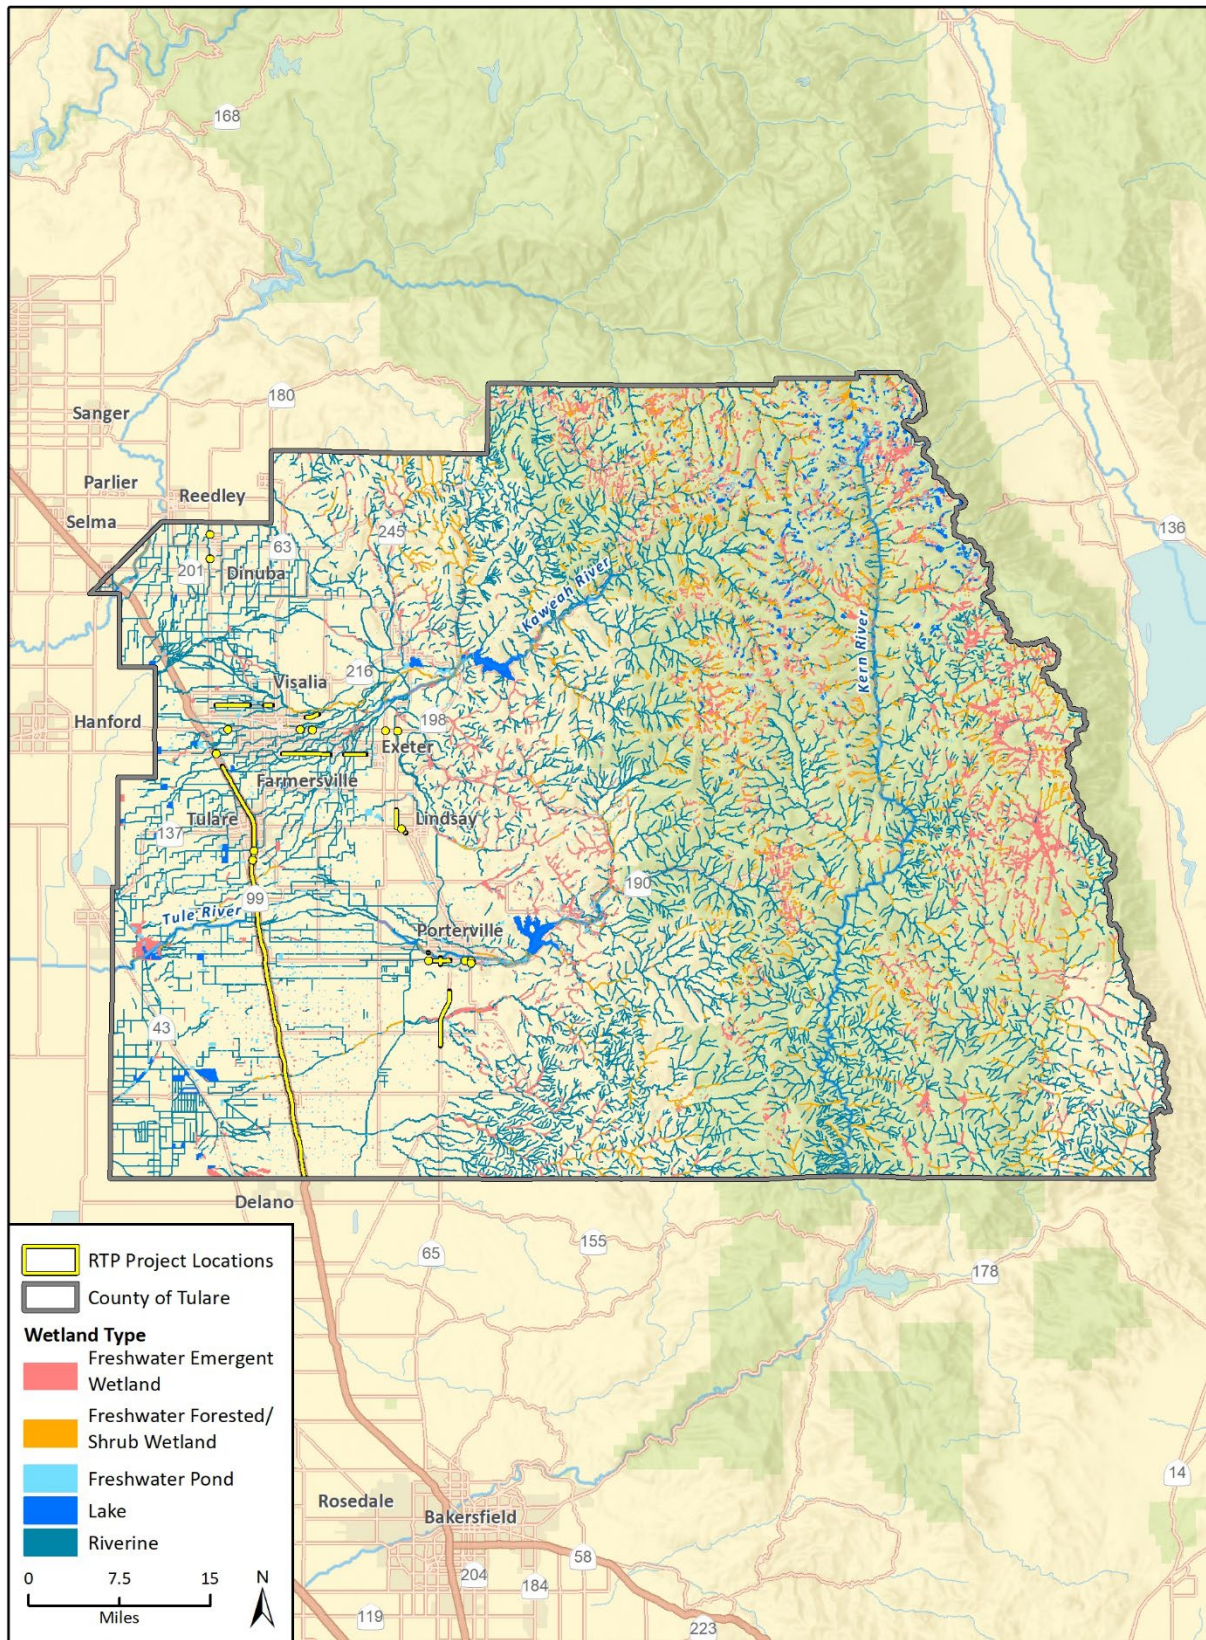 168
180
Sanger
Parlier
Reedley
Selma
136
245
63
201
Dinuba
Kaweah River
Kern River
216
Visalia
Hanford
198
Exeter
Farmersville
137
Tulare
Lindsay
190
99
Tule River
Porterville
43
Delano
65
155
178
14
Rosedale
Bakersfield
58
204
184
119
223
RTP Project Locations
County of Tulare
Wetland Type
Freshwater Emergent
Wetland
Freshwater Forested/
Shrub Wetland
Freshwater Pond
Lake
Riverine
0 7.5 15
Miles
N